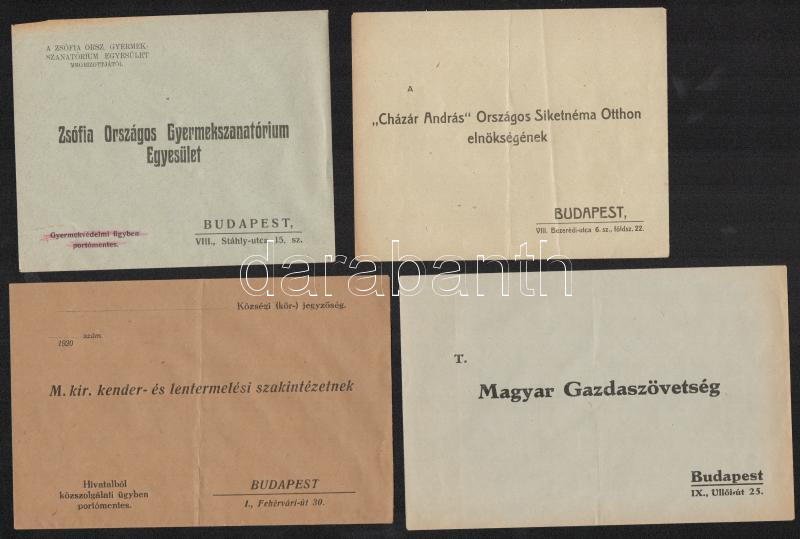 A ZSÓFIA ORSZ. GYERMEK-
SZANATÓRIUM EGYESÜLET
MEGBIZOTTJÁTÓL
Zsófia Országos Gyermekszanatórium
Egyesület
Gyermekvédelmi ügyben
portómentes.
BUDAPEST,
VIII., Stáhly-utca 15. sz.
A
„Cházár András“ Országos Siketnéma Otthon
elnökségének
BUDAPEST,
VIII. Bezerédi-utca 6. sz., földsz. 22.
darabanth
Községi (kör-) jegyzőség.
szám.
1920
M. kir. kender- és lentermelési szakintézetnek
Hivatalból
közszolgálati ügyben
portómentes.
BUDAPEST
I., Fehérvári-út 30.
T.
Magyar Gazdaszövetség
Budapest
IX., Üllői-út 25.